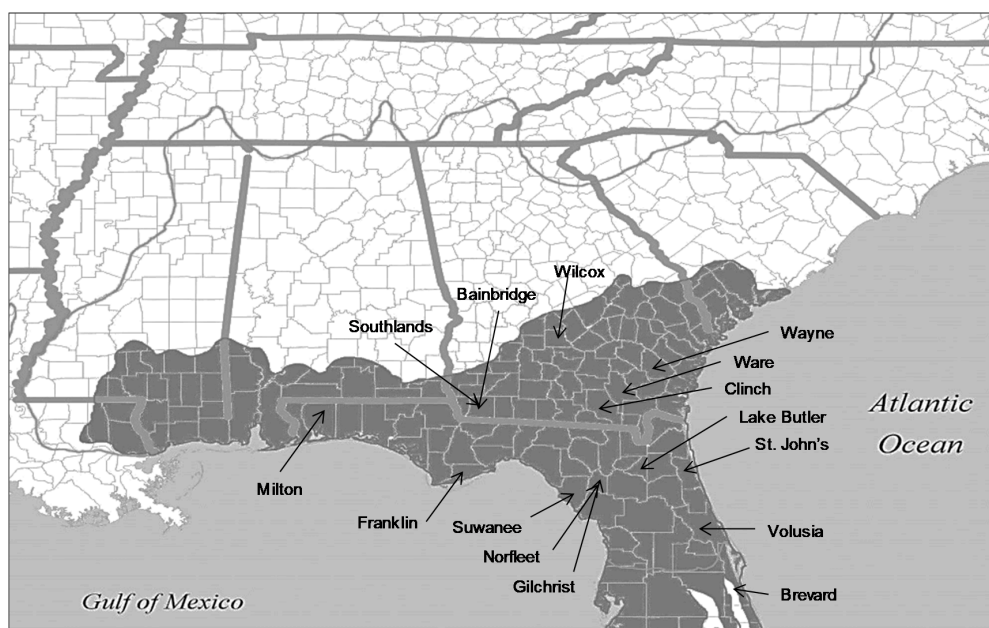 Wilcox
Bainbridge
Southlands
Wayne
Ware
Clinch
Lake Butler
St. John's
Atlantic
Ocean
Milton
Franklin
Suwanee
Norfleet
Gilchrist
Volusia
Brevard
Gulf of Mexico